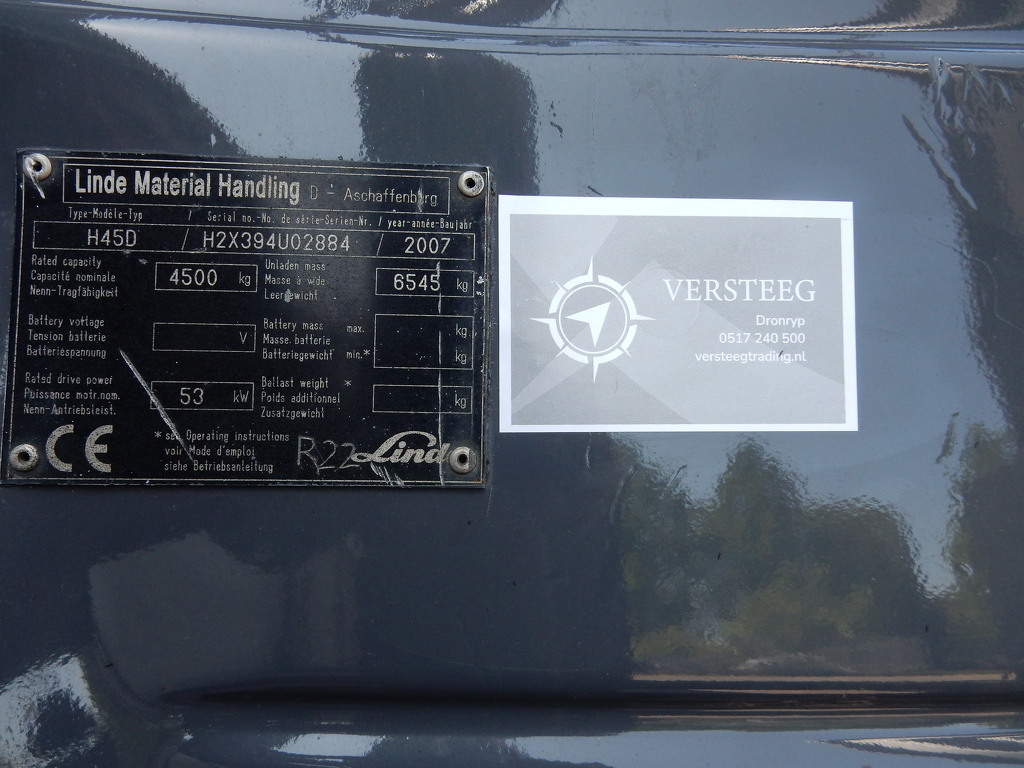 Linde Material Handling D - Aschaffenburg
Type-Modèle-Typ / Serial no.-No. de série-Serien-Nr. / year-année-Baujahr
H45D / H2X394U02884 / 2007
Rated capacity
Capacité nominale
Nenn-Tragfähigkeit
4500 kg
Unladen mass
Masse à vide
Leergewicht
6545 kg
Battery voltage
Tension batterie
Batteriespannung
V
Battery mass max.
Masse batterie
Batteriegewicht min.*
kg
kg
Rated drive power
Puissance motr.nom.
Nenn-Antriebsleist.
53 kW
Ballast weight *
Poids additionnel
Zusatzgewicht
kg
CE
* see Operating instructions
voir Mode d'emploi
siehe Betriebsanleitung
R22
Linde
VERSTEEG
Dronryp
0517 240 500
versteegtrading.nl